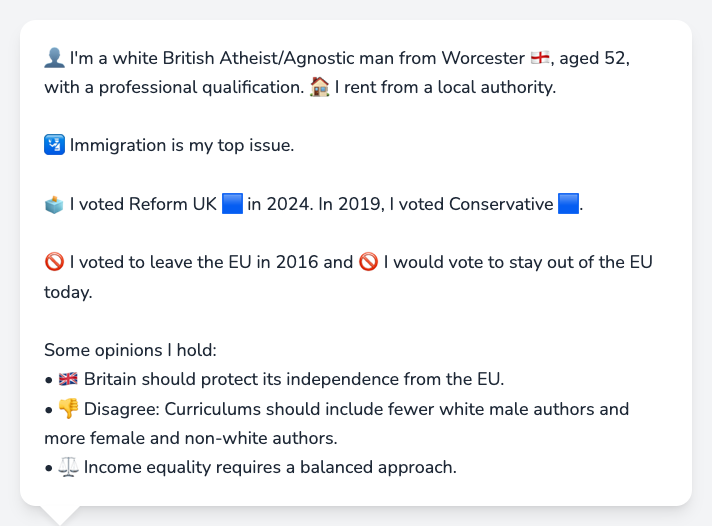 👤 I'm a white British Atheist/Agnostic man from Worcester 🏴󠁧󠁢󠁥󠁮󠁧󠁿, aged 52,
with a professional qualification. 🏠 I rent from a local authority.
🛂 Immigration is my top issue.
🗳️ I voted Reform UK 🟦 in 2024. In 2019, I voted Conservative 🟦.
🚫 I voted to leave the EU in 2016 and 🚫 I would vote to stay out of the EU
today.
Some opinions I hold:
• 🇬🇧 Britain should protect its independence from the EU.
• 👎 Disagree: Curriculums should include fewer white male authors and
more female and non-white authors.
• ⚖️ Income equality requires a balanced approach.